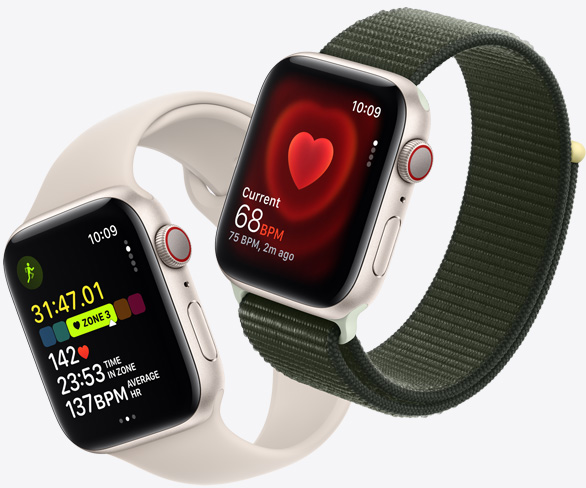 10:09
Current
68BPM
75 BPM, 2m ago
10:09
31:47.01
ZONE 3
142
23:53 TIME
IN ZONE
137BPM AVERAGE
HR